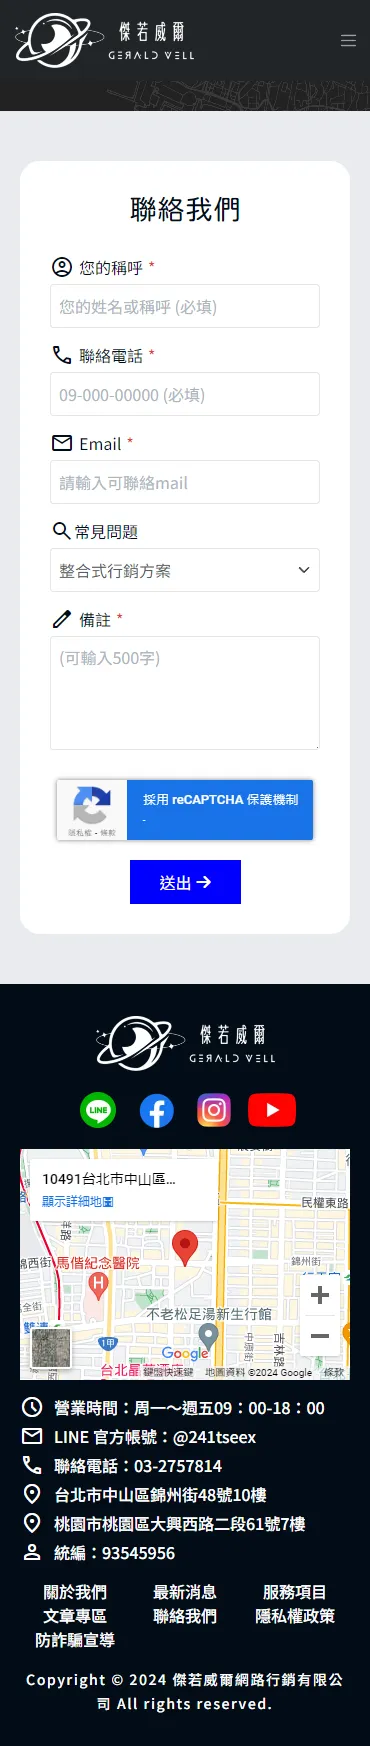 傑若威爾
GERALD WELL
聯絡我們
您的稱呼 *
您的姓名或稱呼 (必填)
聯絡電話 *
09-000-00000 (必填)
Email *
請輸入可聯絡mail
常見問題
整合式行銷方案
備註 *
(可輸入500字)
採用 reCAPTCHA 保護機制
-
隱私權 - 條款
送出
傑若威爾
GERALD WELL
LINE
10491台北市中山區...
顯示詳細地圖
民權東路
錦西街
馬偕紀念醫院
錦州街
不老松足湯新生行館
吉林路
Google
鍵盤快速鍵
地圖資料 ©2024 Google
條款
營業時間：周一～週五09：00-18：00
LINE 官方帳號：@241tseex
聯絡電話：03-2757814
台北市中山區錦州街48號10樓
桃園市桃園區大興西路二段61號7樓
統編：93545956
關於我們 最新消息 服務項目
文章專區 聯絡我們 隱私權政策
防詐騙宣導
Copyright © 2024 傑若威爾網路行銷有限公
司 All rights reserved.